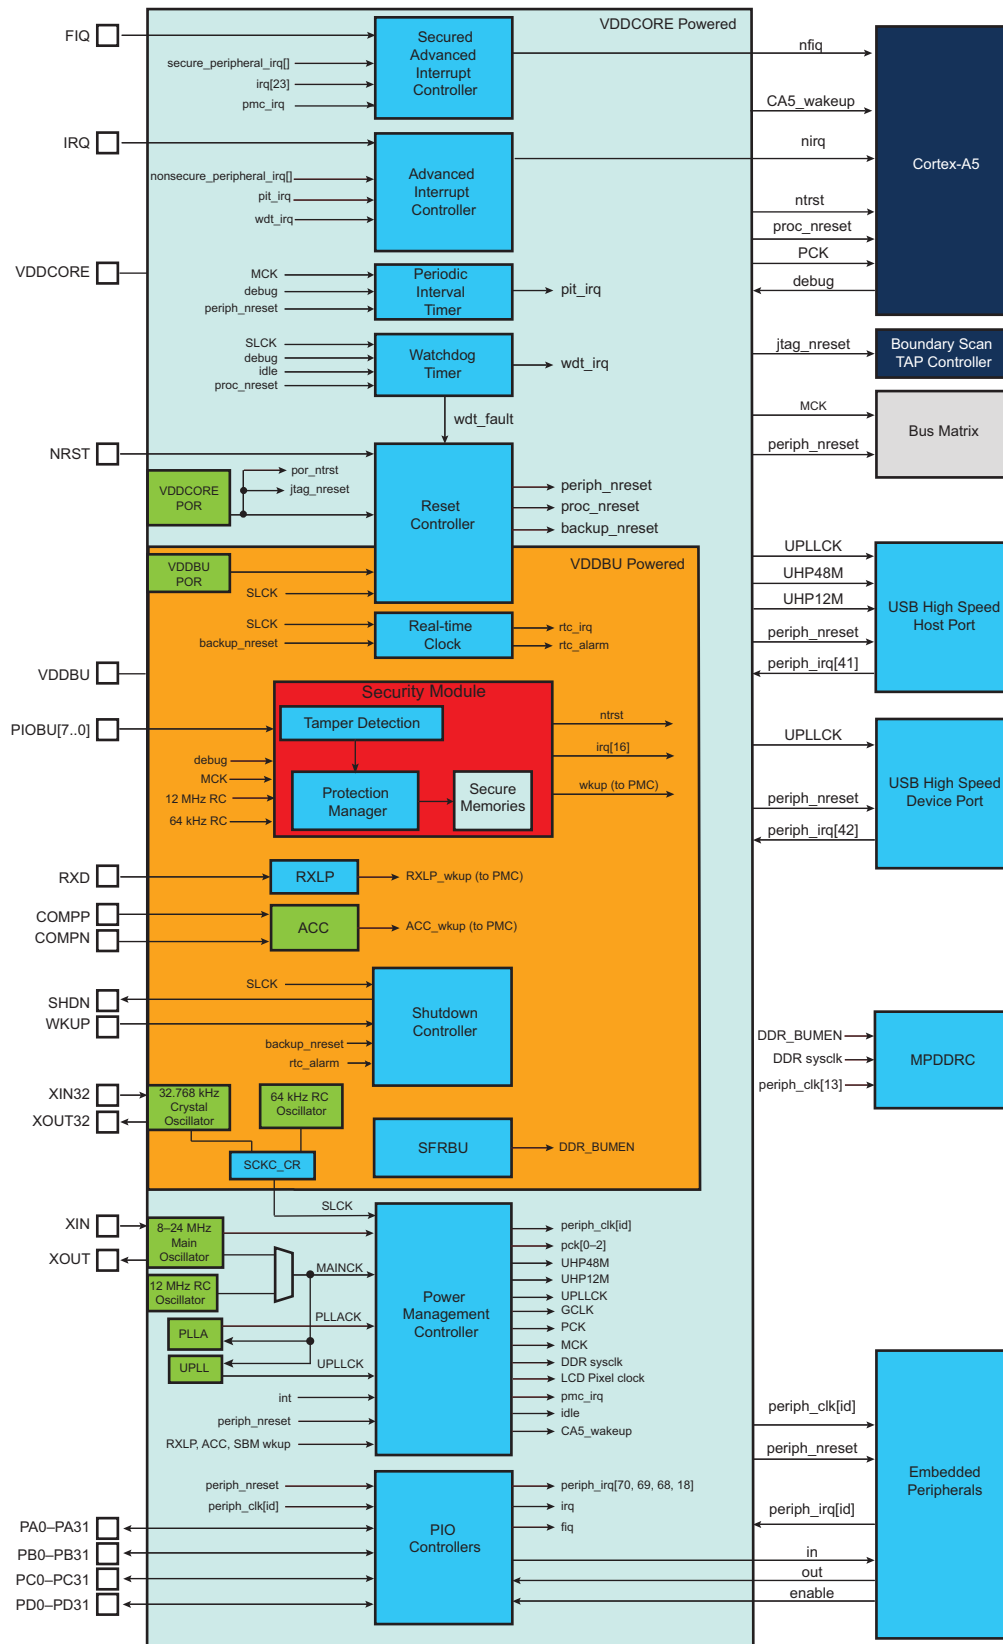 VDDCORE Powered
FIQ
Secured
Advanced
Interrupt
Controller
secure_peripheral_irq[]
irq[23]
pmc_irq
nfiq
CA5_wakeup
IRQ
nirq
Cortex-A5
Advanced
Interrupt
Controller
nonsecure_peripheral_irq[]
pit_irq
wdt_irq
ntrst
proc_nreset
PCK
debug
VDDCORE
MCK
debug
periph_nreset
Periodic
Interval
Timer
pit_irq
SLCK
debug
idle
proc_nreset
Watchdog
Timer
wdt_irq
jtag_nreset
Boundary Scan
TAP Controller
wdt_fault
MCK
periph_nreset
Bus Matrix
NRST
VDDCORE
POR
por_ntrst
jtag_nreset
Reset
Controller
periph_nreset
proc_nreset
backup_nreset
VDDBU
POR
SLCK
VDDBU Powered
UPLLCK
UHP48M
UHP12M
periph_nreset
periph_irq[41]
USB High Speed
Host Port
SLCK
backup_nreset
Real-time
Clock
rtc_irq
rtc_alarm
VDDBU
Security Module
PIOBU[7..0]
Tamper Detection
debug
MCK
12 MHz RC
64 kHz RC
Protection
Manager
Secure
Memories
ntrst
irq[16]
wkup (to PMC)
UPLLCK
periph_nreset
periph_irq[42]
USB High Speed
Device Port
RXD
RXLP
RXLP_wkup (to PMC)
COMPP
COMPN
ACC
ACC_wkup (to PMC)
SHDN
WKUP
SLCK
backup_nreset
rtc_alarm
Shutdown
Controller
DDR_BUMEN
DDR sysclk
periph_clk[13]
MPDDRC
XIN32
XOUT32
32.768 kHz
Crystal
Oscillator
64 kHz RC
Oscillator
SCKC_CR
SFRBU
DDR_BUMEN
SLCK
XIN
XOUT
8–24 MHz
Main
Oscillator
12 MHz RC
Oscillator
MAINCK
PLLA
PLLACK
UPLL
UPLLCK
int
periph_nreset
RXLP, ACC, SBM wkup
Power
Management
Controller
periph_clk[id]
pck[0–2]
UHP48M
UHP12M
UPLLCK
GCLK
PCK
MCK
DDR sysclk
LCD Pixel clock
pmc_irq
idle
CA5_wakeup
periph_clk[id]
periph_nreset
periph_irq[id]
in
out
enable
Embedded
Peripherals
periph_nreset
periph_clk[id]
PIO
Controllers
periph_irq[70, 69, 68, 18]
irq
fiq
PA0–PA31
PB0–PB31
PC0–PC31
PD0–PD31